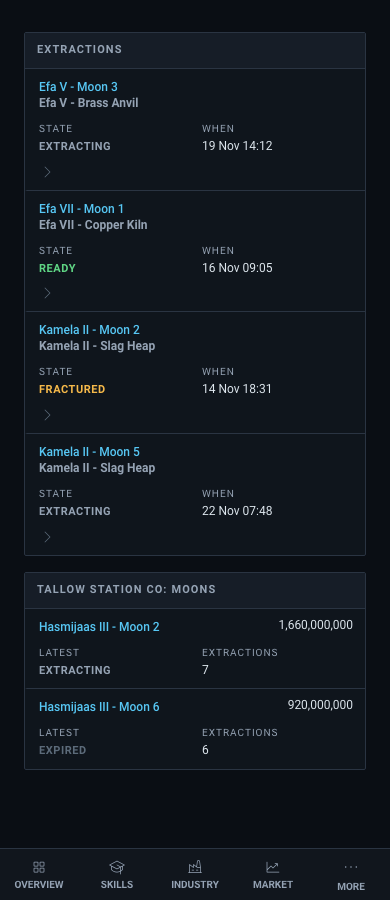 EXTRACTIONS
Efa V - Moon 3
Efa V - Brass Anvil
STATE WHEN
EXTRACTING 19 Nov 14:12
Efa VII - Moon 1
Efa VII - Copper Kiln
STATE WHEN
READY 16 Nov 09:05
Kamela II - Moon 2
Kamela II - Slag Heap
STATE WHEN
FRACTURED 14 Nov 18:31
Kamela II - Moon 5
Kamela II - Slag Heap
STATE WHEN
EXTRACTING 22 Nov 07:48
TALLOW STATION CO: MOONS
Hasmijaas III - Moon 2 1,660,000,000
LATEST EXTRACTIONS
EXTRACTING 7
Hasmijaas III - Moon 6 920,000,000
LATEST EXTRACTIONS
EXPIRED 6
OVERVIEW SKILLS INDUSTRY MARKET MORE